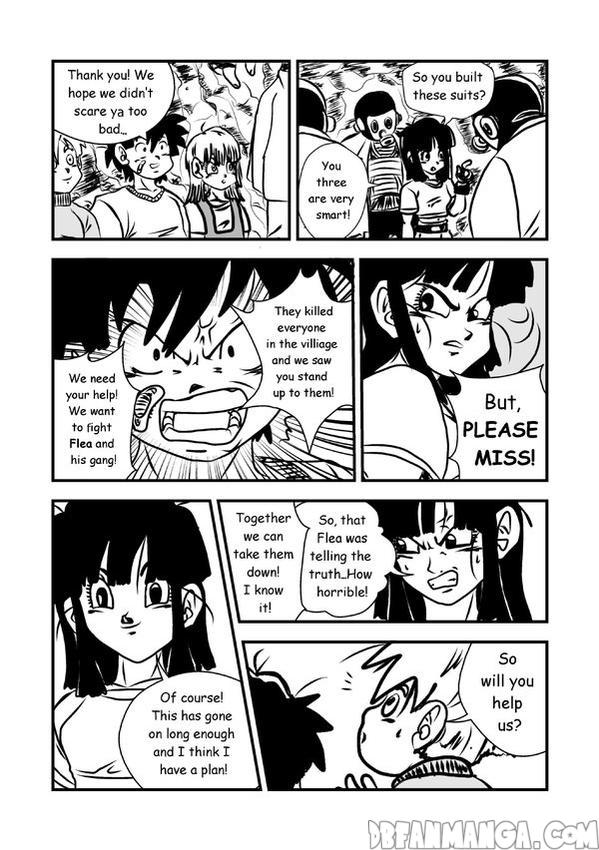 Thank you! We
hope we didn't
scare ya too
bad...
So you built
these suits?
You
three
are very
smart!
They killed
everyone
in the villiage
and we saw
you stand
up to them!
We need
your help!
We want
to fight
Flea and
his gang!
But,
PLEASE
MISS!
Together
we can
take them
down!
I know
it!
So, that
Flea was
telling the
truth...How
horrible!
Of course!
This has gone
on long enough
and I think I
have a plan!
So
will you
help
us?
DBFANMANGA.COM